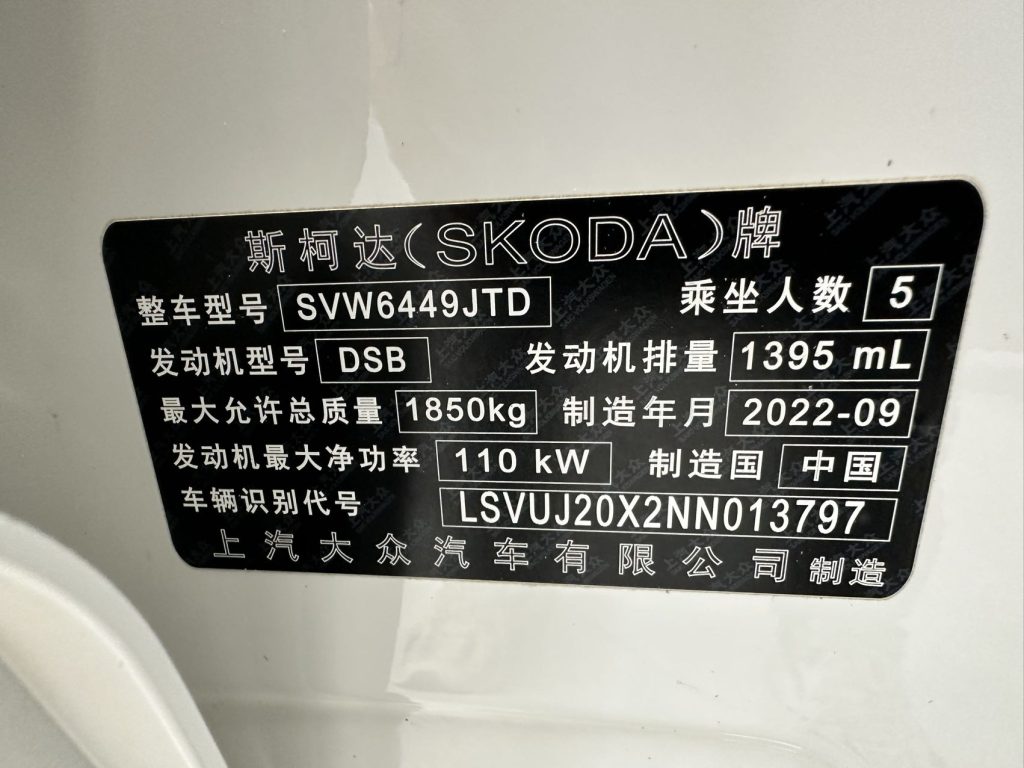 斯柯达(SKODA)牌
整车型号 SVW6449JTD 乘坐人数 5
发动机型号 DSB 发动机排量 1395 mL
最大允许总质量 1850kg 制造年月 2022-09
发动机最大净功率 110 kW 制造国 中国
车辆识别代号 LSVUJ20X2NN013797
上汽大众汽车有限公司 制造